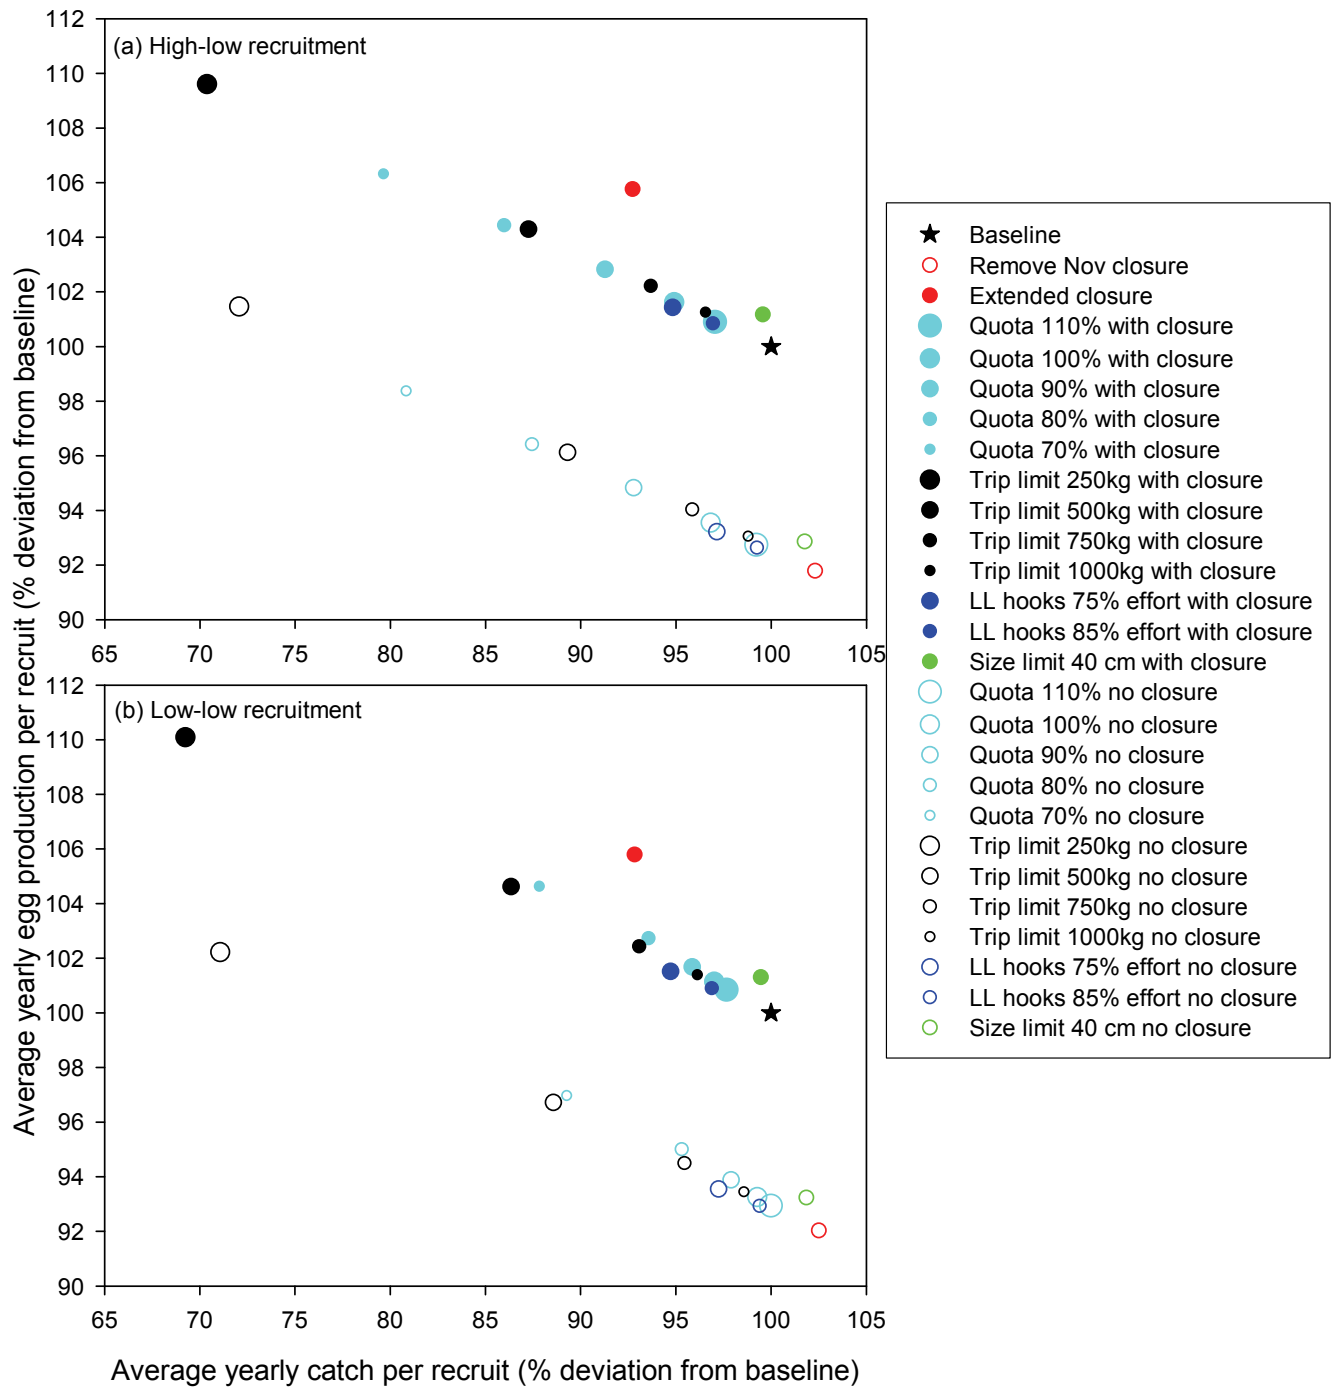 112
(a) High-low recruitment
110
108
106
104
102
100
98
96
94
92
90
65 70 75 80 85 90 95 100 105
112
(b) Low-low recruitment
110
108
106
104
102
100
98
96
94
92
90
65 70 75 80 85 90 95 100 105
Average yearly egg production per recruit (% deviation from baseline)
Average yearly catch per recruit (% deviation from baseline)
Baseline
Remove Nov closure
Extended closure
Quota 110% with closure
Quota 100% with closure
Quota 90% with closure
Quota 80% with closure
Quota 70% with closure
Trip limit 250kg with closure
Trip limit 500kg with closure
Trip limit 750kg with closure
Trip limit 1000kg with closure
LL hooks 75% effort with closure
LL hooks 85% effort with closure
Size limit 40 cm with closure
Quota 110% no closure
Quota 100% no closure
Quota 90% no closure
Quota 80% no closure
Quota 70% no closure
Trip limit 250kg no closure
Trip limit 500kg no closure
Trip limit 750kg no closure
Trip limit 1000kg no closure
LL hooks 75% effort no closure
LL hooks 85% effort no closure
Size limit 40 cm no closure